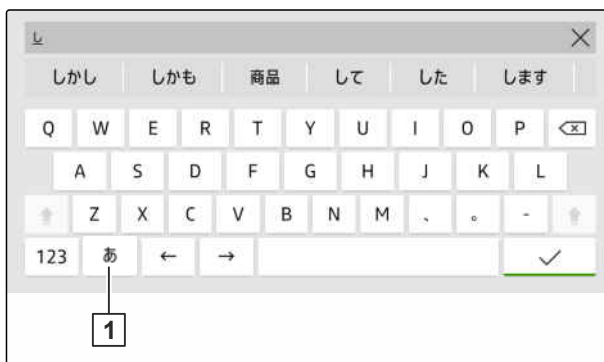 し
しかし しかも 商品 して した します
Q W E R T Y U I O P
A S D F G H J K L
Z X C V B N M 、 。 -
123 あ ← →
1